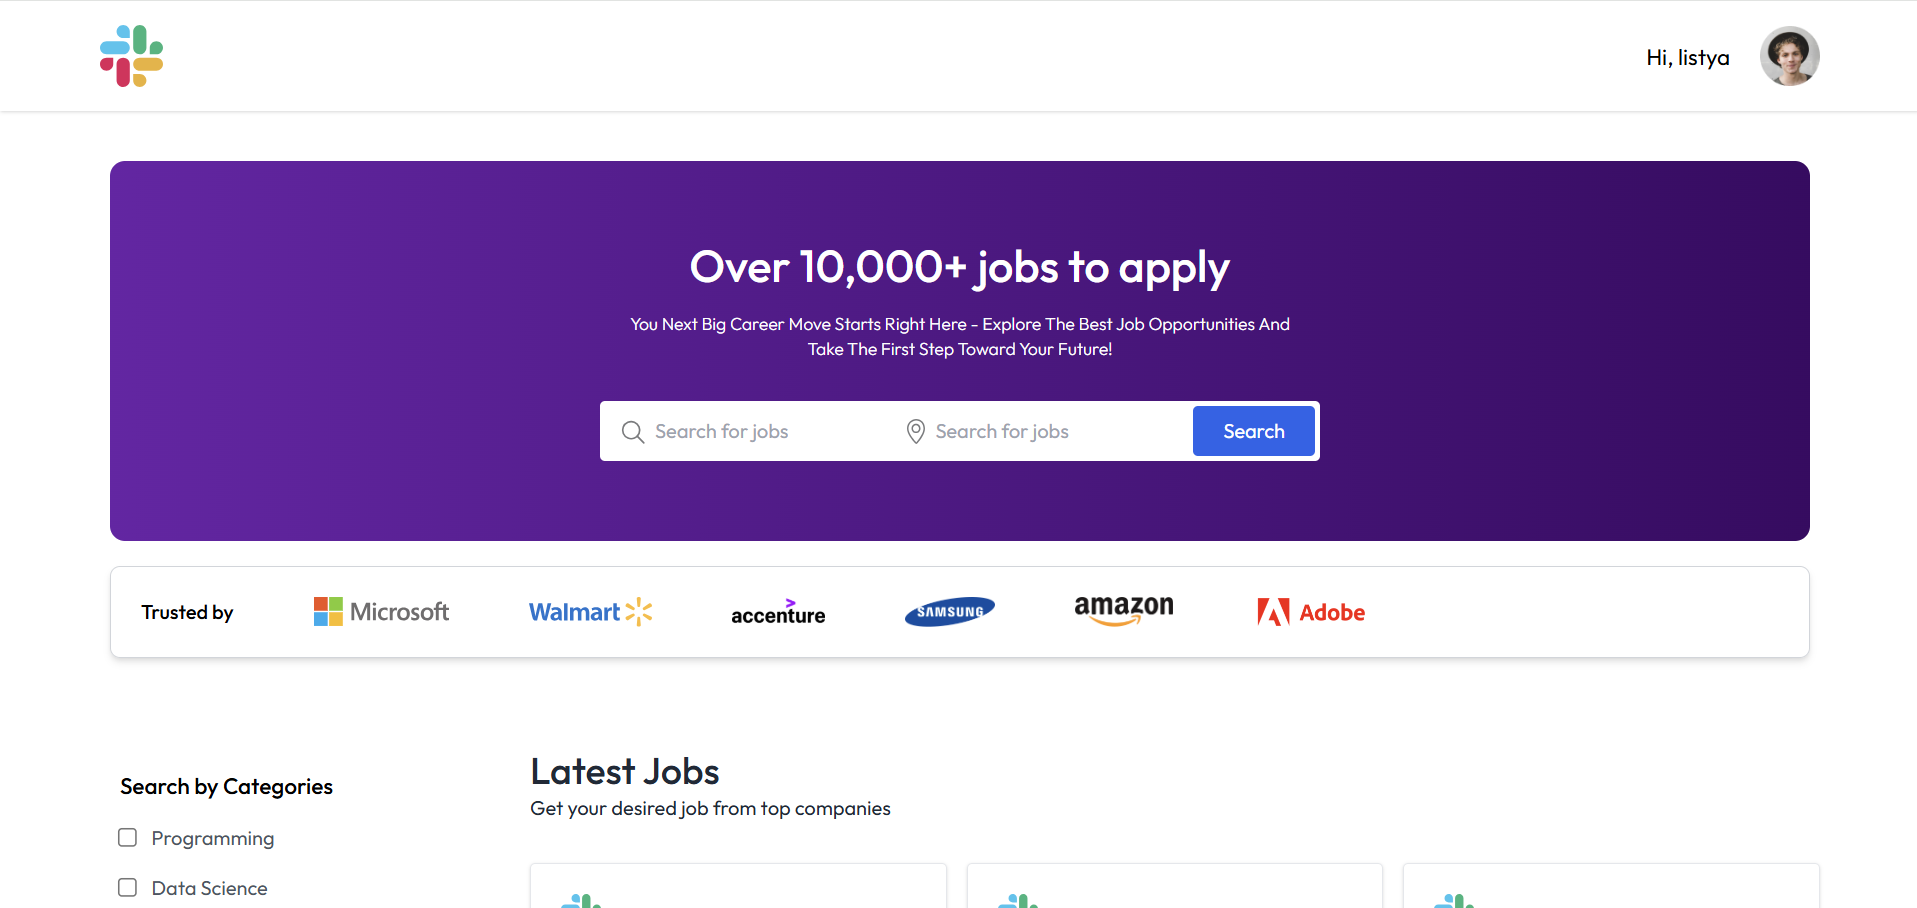 Hi, listya
Over 10,000+ jobs to apply
You Next Big Career Move Starts Right Here - Explore The Best Job Opportunities And
Take The First Step Toward Your Future!
Search for jobs
Search for jobs
Search
Trusted by
Microsoft
Walmart
accenture
SAMSUNG
amazon
Adobe
Latest Jobs
Search by Categories
Get your desired job from top companies
Programming
Data Science